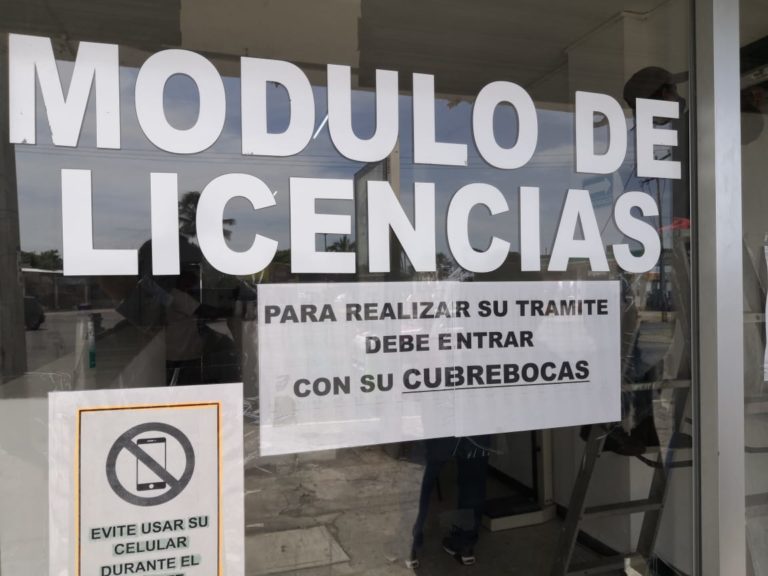 MODULO DE
LICENCIAS
PARA REALIZAR SU TRAMITE
DEBE ENTRAR
CON SU CUBREBOCAS
EVITE USAR SU
CELULAR
DURANTE EL